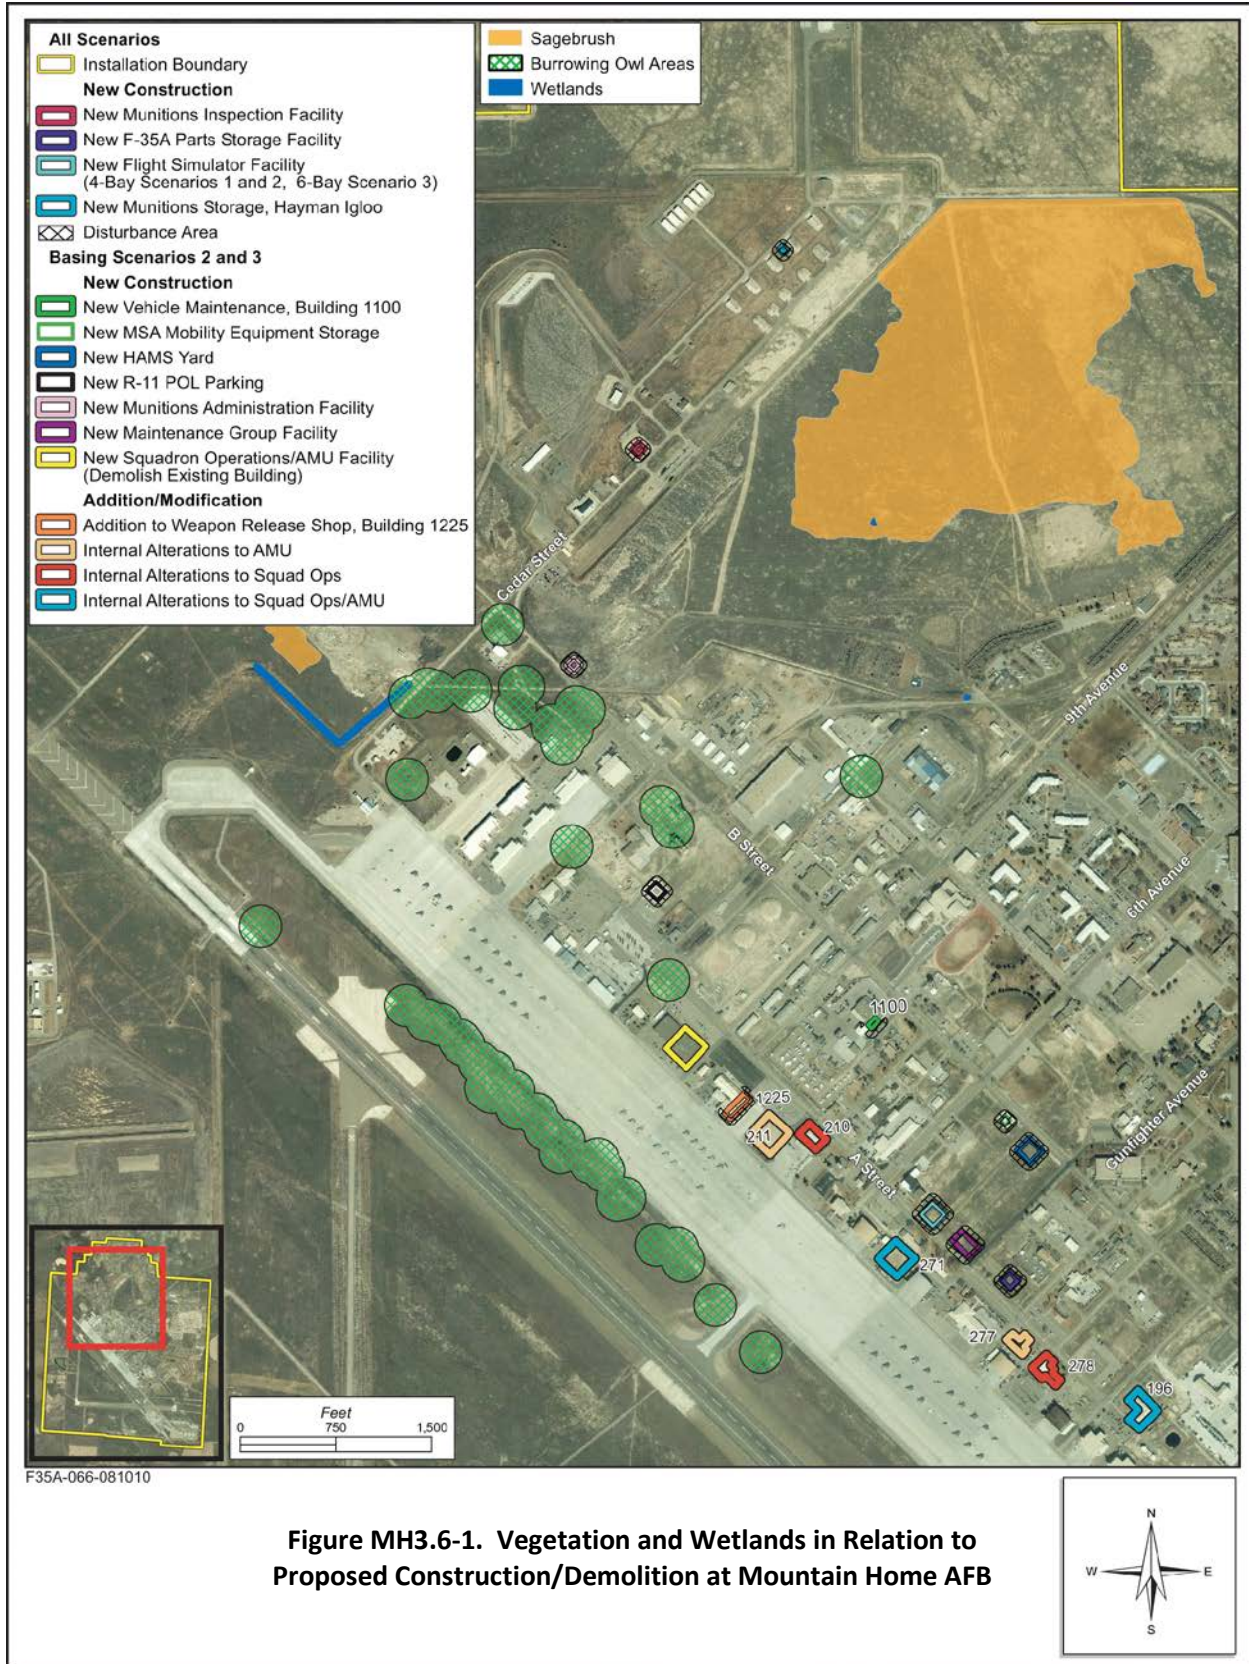 All Scenarios
Installation Boundary
New Construction
New Munitions Inspection Facility
New F-35A Parts Storage Facility
New Flight Simulator Facility
(4-Bay Scenarios 1 and 2, 6-Bay Scenario 3)
New Munitions Storage, Hayman Igloo
Disturbance Area
Basing Scenarios 2 and 3
New Construction
New Vehicle Maintenance, Building 1100
New MSA Mobility Equipment Storage
New HAMS Yard
New R-11 POL Parking
New Munitions Administration Facility
New Maintenance Group Facility
New Squadron Operations/AMU Facility
(Demolish Existing Building)
Addition/Modification
Addition to Weapon Release Shop, Building 1225
Internal Alterations to AMU
Internal Alterations to Squad Ops
Internal Alterations to Squad Ops/AMU
Sagebrush
Burrowing Owl Areas
Wetlands
Cedar Street
9th Avenue
B Street
6th Avenue
1100
Gunfighter Avenue
1225
211
210
A Street
271
277
278
196
Feet
0 750 1,500
F35A-066-081010
Figure MH3.6-1. Vegetation and Wetlands in Relation to
Proposed Construction/Demolition at Mountain Home AFB
N
W E
S